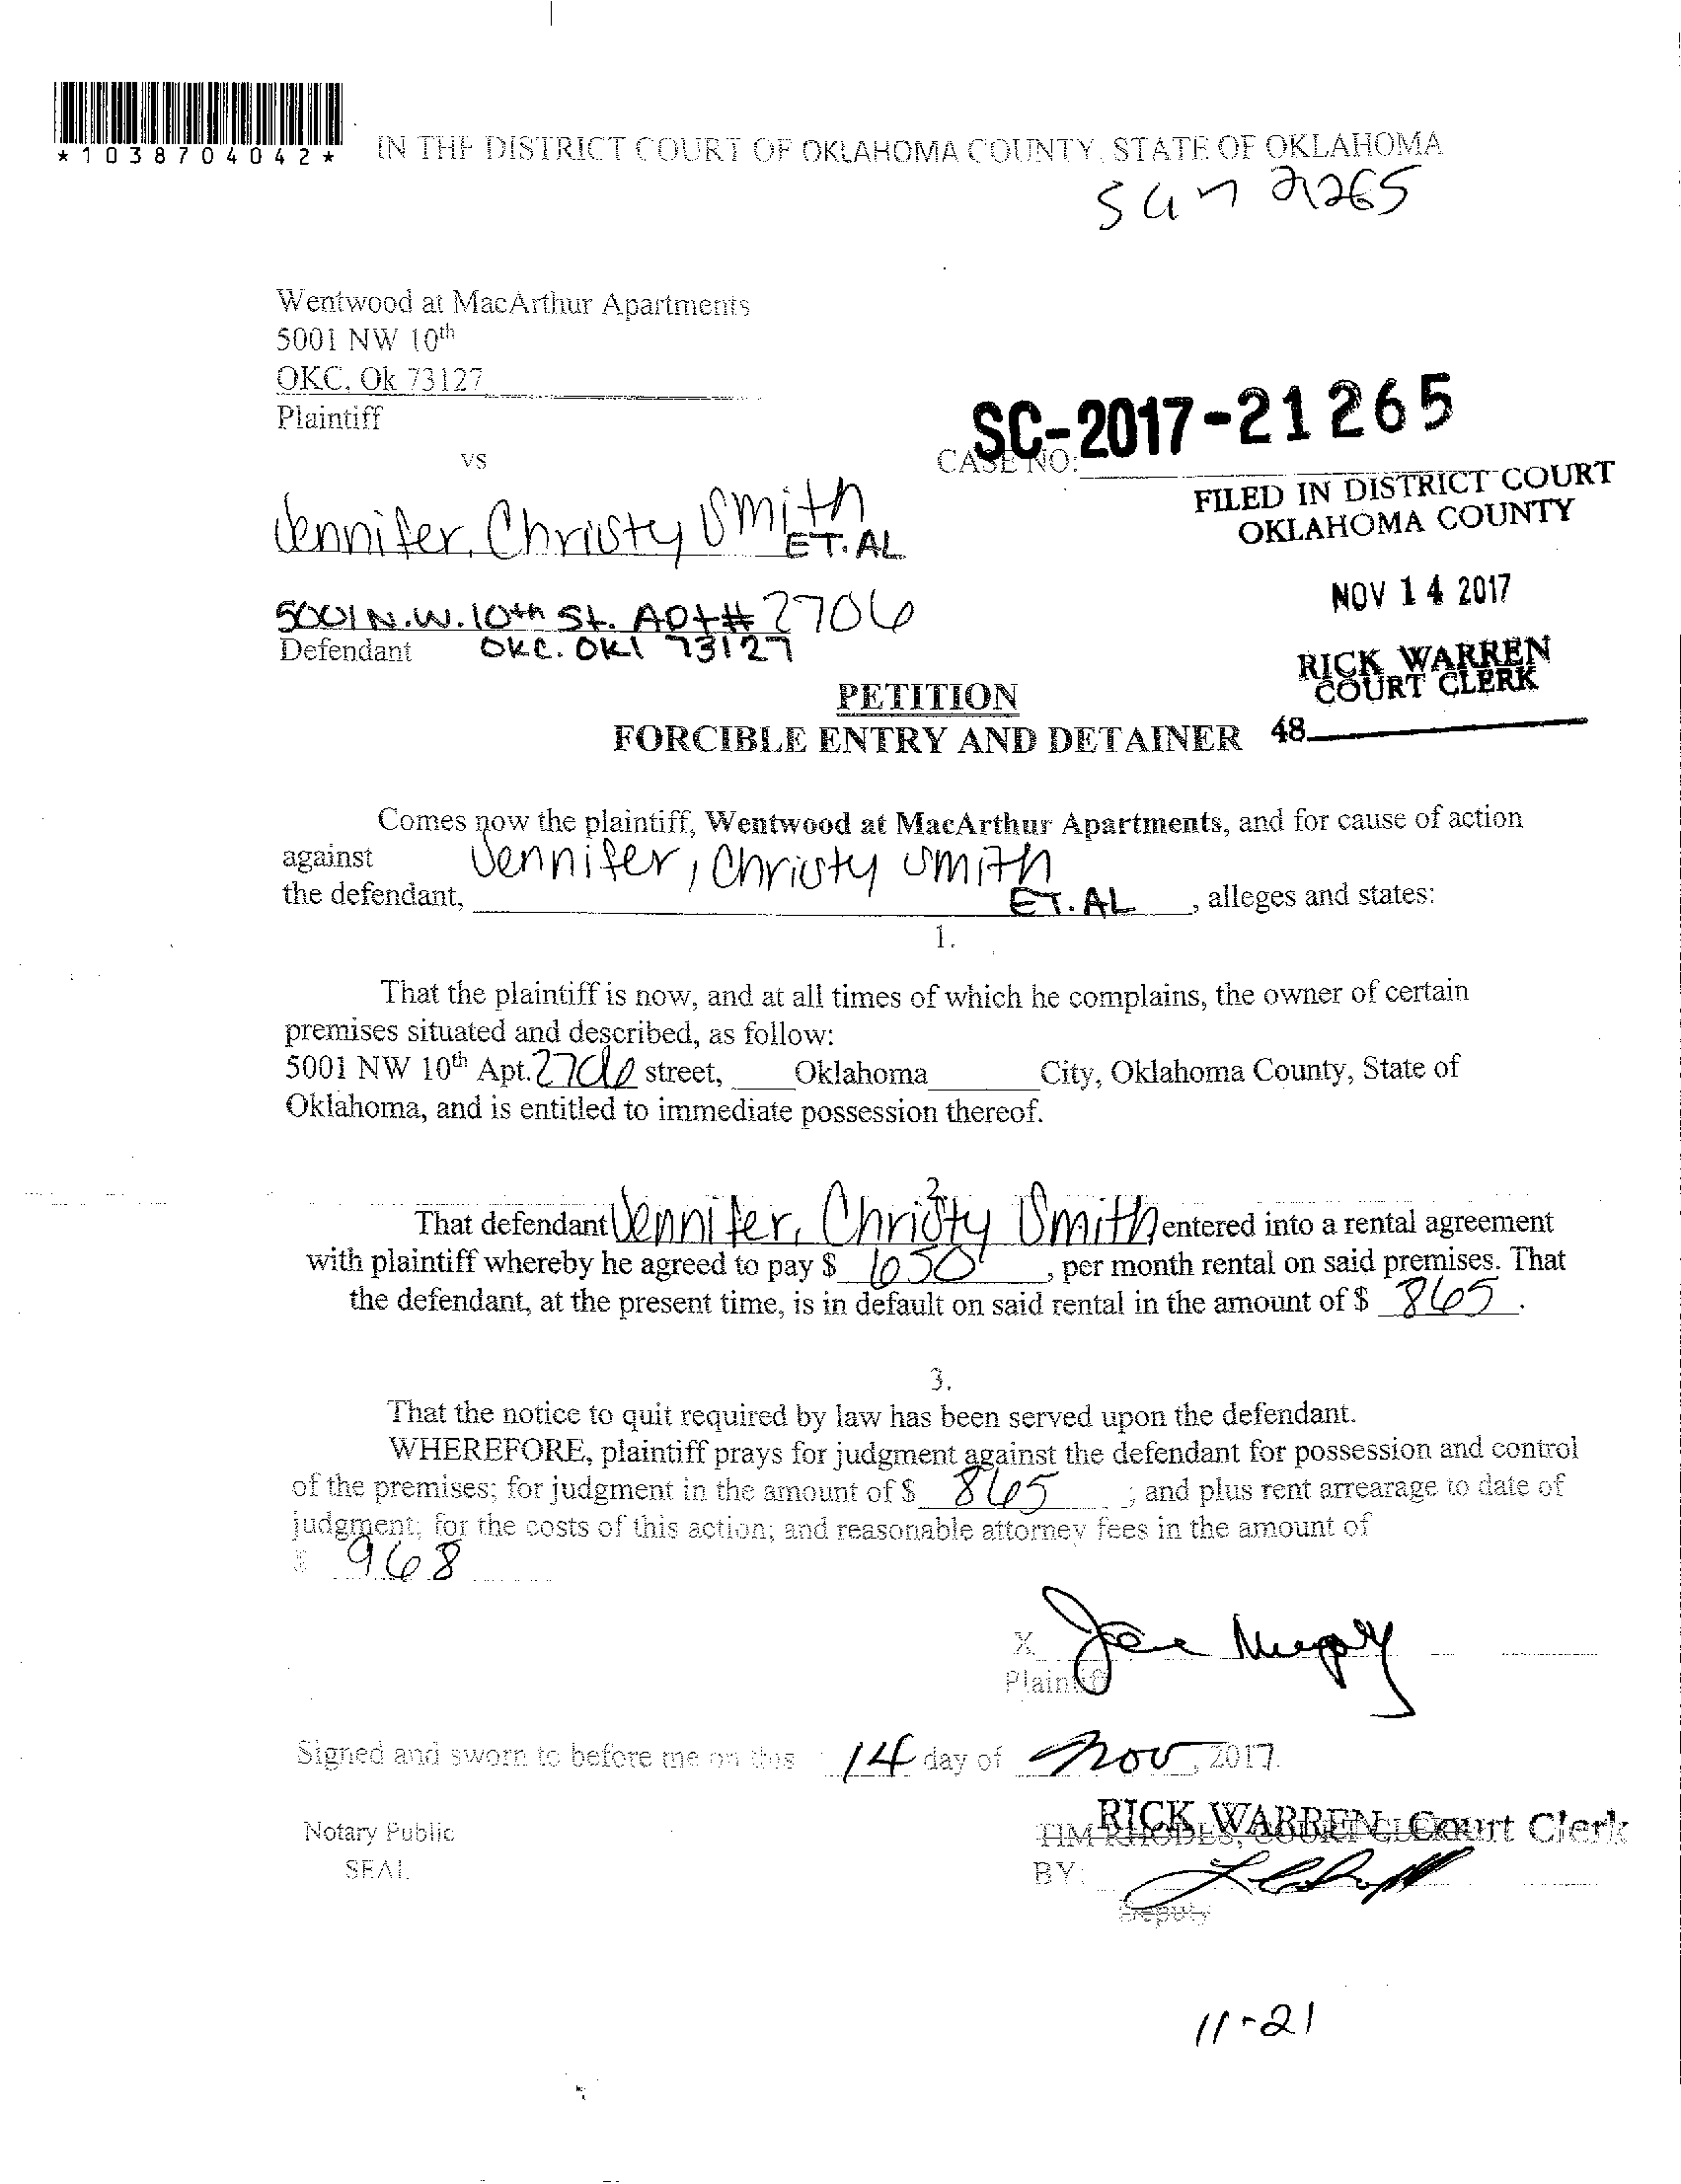 *1038704042*
IN THE DISTRICT COURT OF OKLAHOMA COUNTY, STATE OF OKLAHOMA
Wentwood at MacArthur Apartments
5001 NW 10th
OKC, Ok 73127
Plaintiff
vs
CASE NO: SC-2017-21265
FILED IN DISTRICT COURT
OKLAHOMA COUNTY
Jennifer, Christy Smith
ET. AL
NOV 14 2017
5001 N.W. 10th St. Apt# 2706
Defendant OKC. OKl 73127
RICK WARREN
COURT CLERK
PETITION
FORCIBLE ENTRY AND DETAINER
48
Comes now the plaintiff, Wentwood at MacArthur Apartments, and for cause of action
against Jennifer, Christy Smith
the defendant, ET. AL , alleges and states:
1.
That the plaintiff is now, and at all times of which he complains, the owner of certain
premises situated and described, as follow:
5001 NW 10th Apt. 2706 street, Oklahoma City, Oklahoma County, State of
Oklahoma, and is entitled to immediate possession thereof.
2
That defendant Jennifer, Christy Smith entered into a rental agreement
with plaintiff whereby he agreed to pay $ 650 , per month rental on said premises. That
the defendant, at the present time, is in default on said rental in the amount of $ 865.
3.
That the notice to quit required by law has been served upon the defendant.
WHEREFORE, plaintiff prays for judgment against the defendant for possession and control
of the premises; for judgment in the amount of $ 865 ; and plus rent arrearage to date of
judgment; for the costs of this action; and reasonable attorney fees in the amount of
$ 968
X
Plaintiff
Signed and sworn to before me on this 14 day of Nov, 2017.
RICK WARREN, Court Clerk
Notary Public TIM RHODES, COURT CLERK
SEAL
BY:
Deputy
11-21